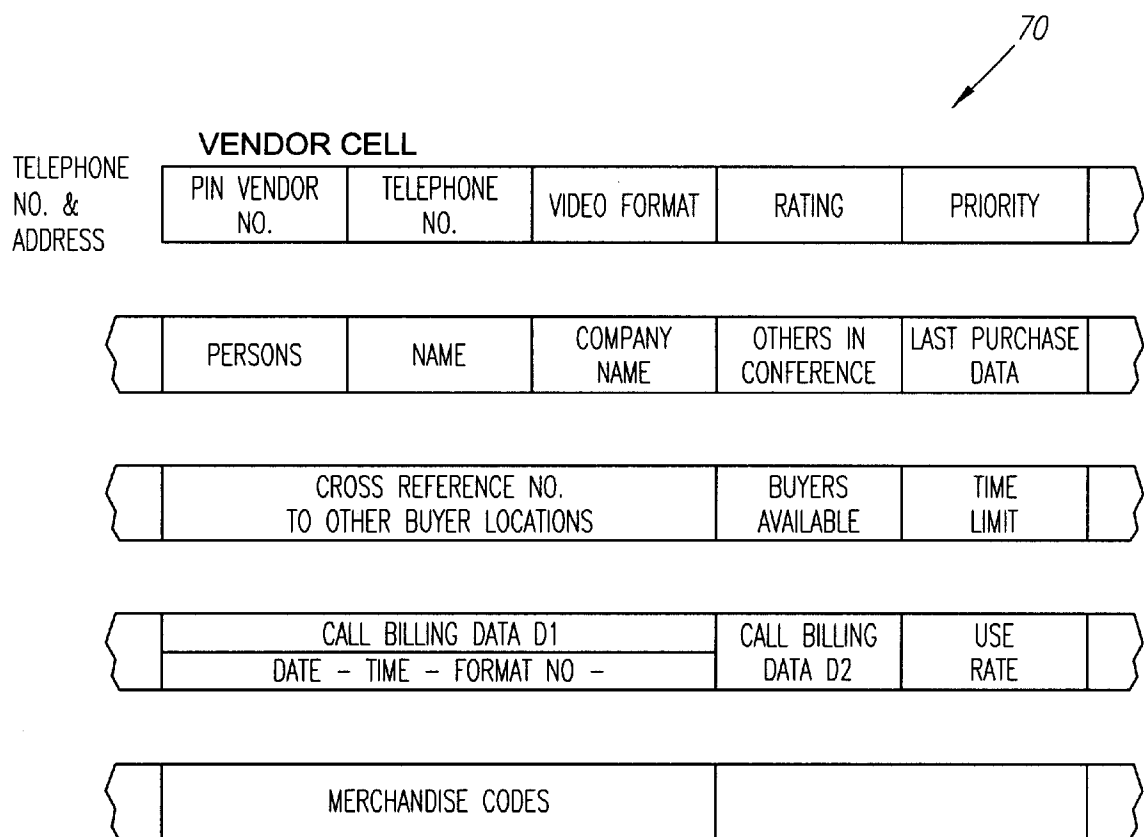 70
VENDOR CELL
TELEPHONE
NO. &
ADDRESS
PIN VENDOR
NO.
TELEPHONE
NO.
VIDEO FORMAT
RATING
PRIORITY
PERSONS
NAME
COMPANY
NAME
OTHERS IN
CONFERENCE
LAST PURCHASE
DATA
CROSS REFERENCE NO.
TO OTHER BUYER LOCATIONS
BUYERS
AVAILABLE
TIME
LIMIT
CALL BILLING DATA D1
DATE – TIME – FORMAT NO –
CALL BILLING
DATA D2
USE
RATE
MERCHANDISE CODES